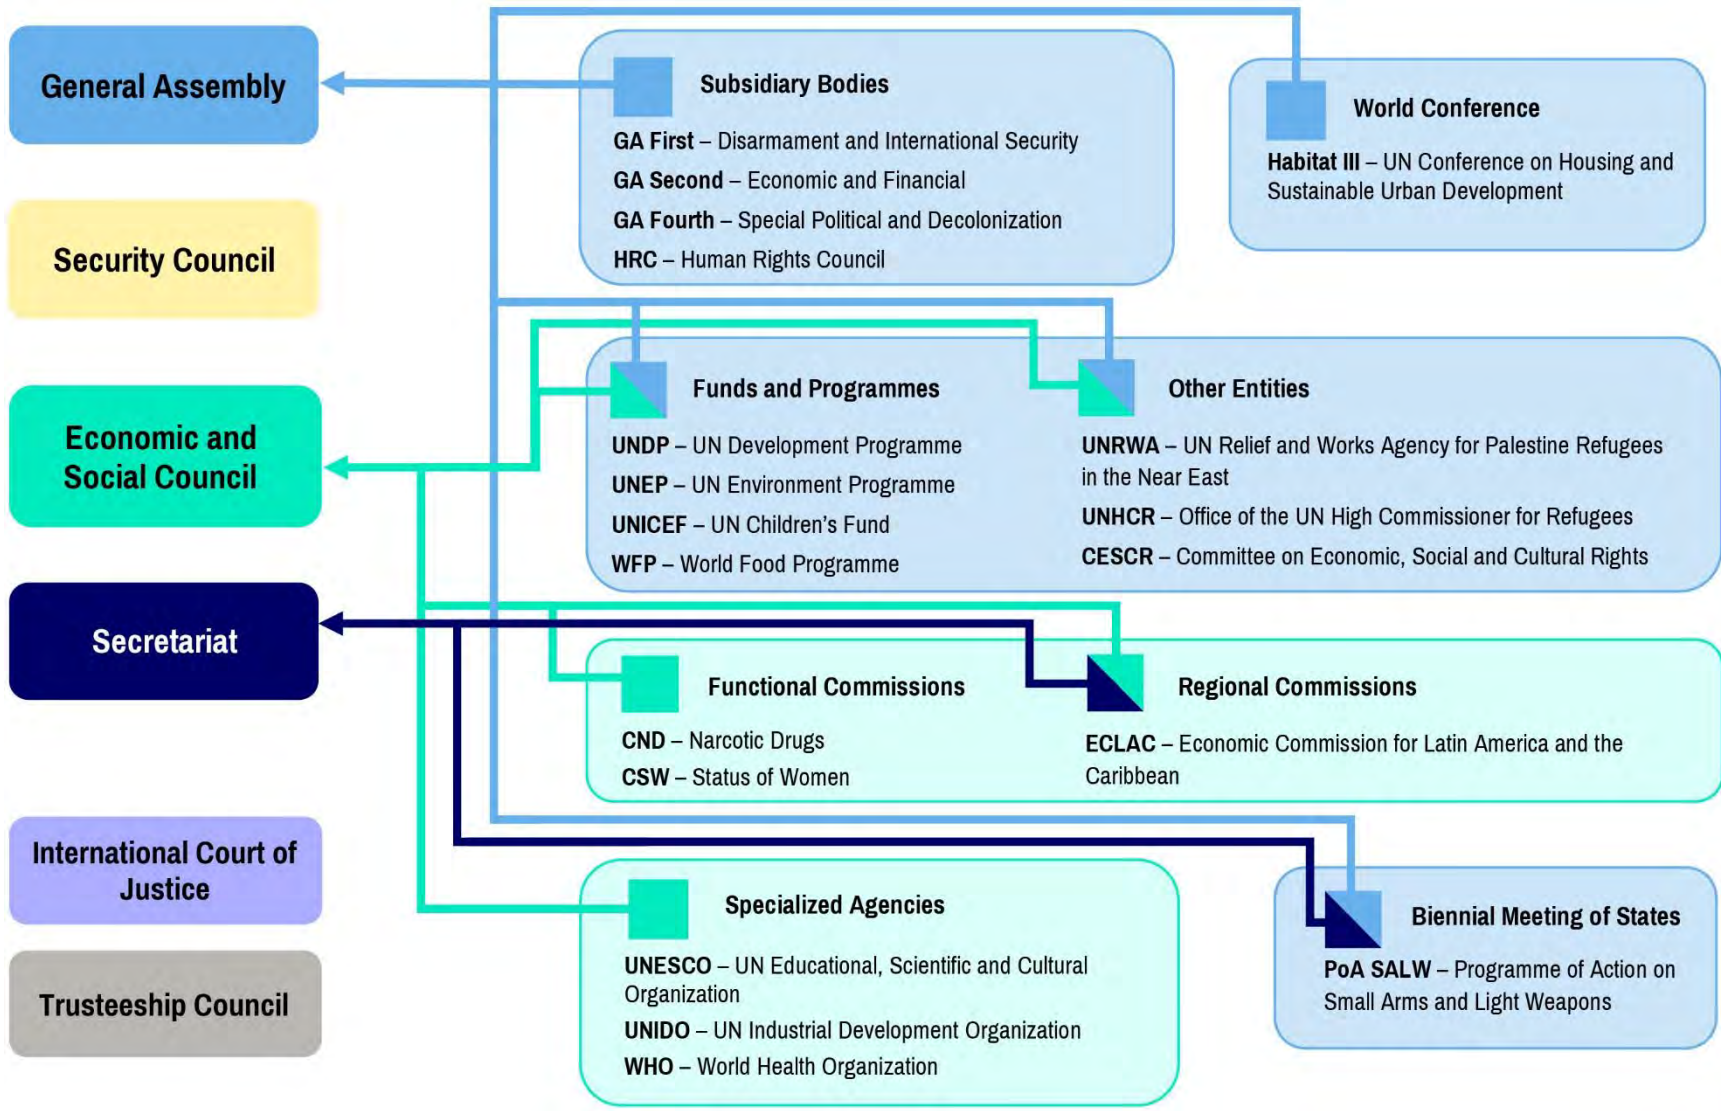 General Assembly
Security Council
Economic and
Social Council
Secretariat
International Court of
Justice
Trusteeship Council
Subsidiary Bodies
GA First – Disarmament and International Security
GA Second – Economic and Financial
GA Fourth – Special Political and Decolonization
HRC – Human Rights Council
World Conference
Habitat III – UN Conference on Housing and
Sustainable Urban Development
Funds and Programmes
UNDP – UN Development Programme
UNEP – UN Environment Programme
UNICEF – UN Children’s Fund
WFP – World Food Programme
Other Entities
UNRWA – UN Relief and Works Agency for Palestine Refugees
in the Near East
UNHCR – Office of the UN High Commissioner for Refugees
CESCR – Committee on Economic, Social and Cultural Rights
Functional Commissions
CND – Narcotic Drugs
CSW – Status of Women
Regional Commissions
ECLAC – Economic Commission for Latin America and the
Caribbean
Specialized Agencies
UNESCO – UN Educational, Scientific and Cultural
Organization
UNIDO – UN Industrial Development Organization
WHO – World Health Organization
Biennial Meeting of States
PoA SALW – Programme of Action on
Small Arms and Light Weapons